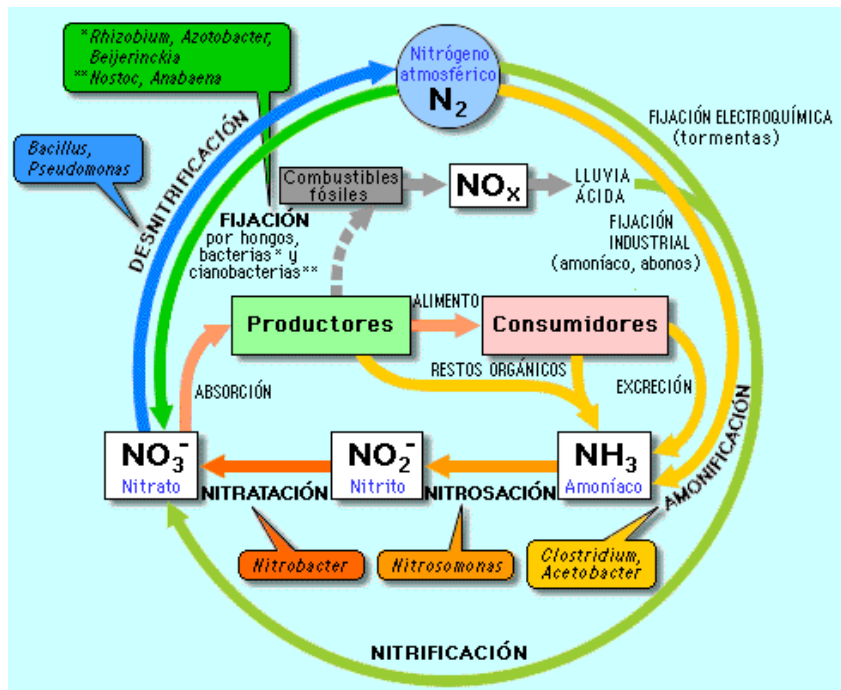 *Rhizobium, Azotobacter,
Beijerinckia
**Nostoc, Anabaena
Nitrógeno
atmosférico
N2
FIJACIÓN ELECTROQUÍMICA
(tormentas)
Bacillus,
Pseudomonas
DESNITRIFICACIÓN
Combustibles
fósiles
NOX
LLUVIA
ÁCIDA
FIJACIÓN
por hongos,
bacterias* y
cianobacterias**
FIJACIÓN
INDUSTRIAL
(amoníaco, abonos)
Productores
ALIMENTO
Consumidores
ABSORCIÓN
RESTOS ORGÁNICOS
EXCRECIÓN
NO3-
Nitrato
NITRATACIÓN
NO2-
Nitrito
NITROSACIÓN
NH3
Amoníaco
AMONIFICACIÓN
Nitrobacter
Nitrosomonas
Clostridium,
Acetobacter
NITRIFICACIÓN